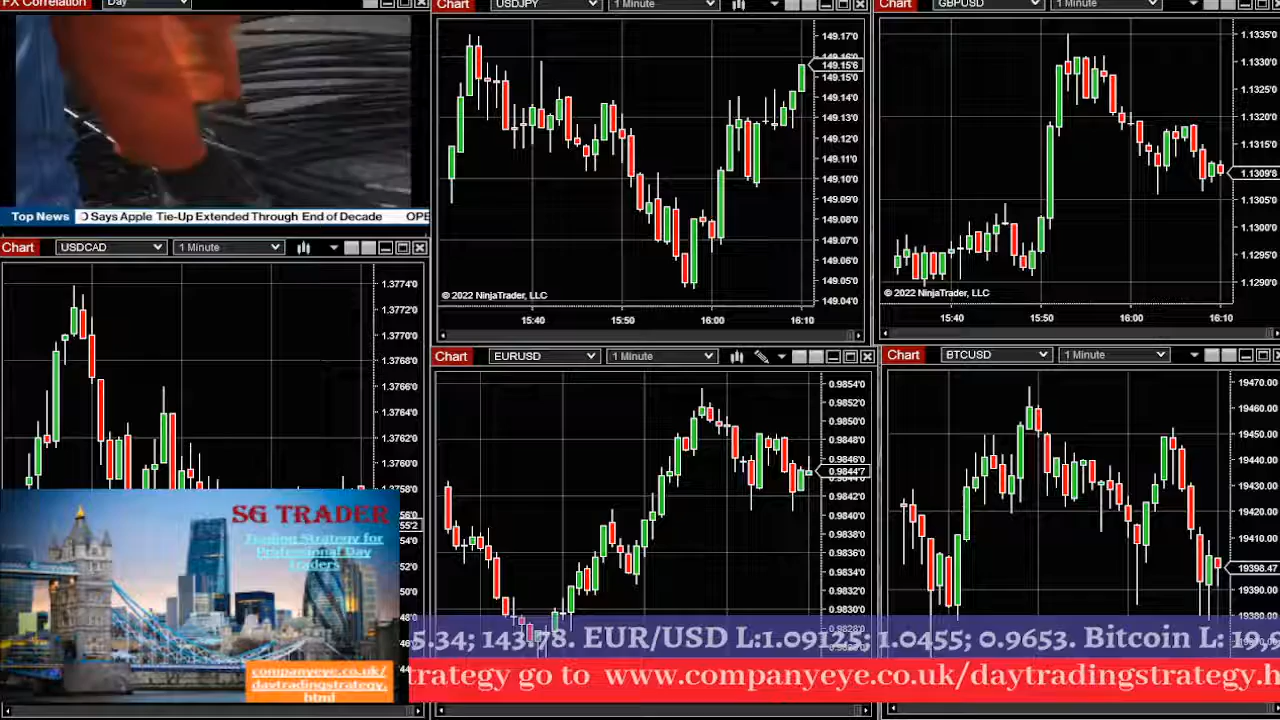 FX Correlation
Day
Top News
O Says Apple Tie-Up Extended Through End of Decade
OPE
Chart
USDJPY
1 Minute
149.17'0
149.15'6
149.15'0
149.14'0
149.13'0
149.12'0
149.11'0
149.10'0
149.09'0
149.08'0
149.07'0
149.06'0
149.05'0
149.04'0
© 2022 NinjaTrader, LLC
15:40
15:50
16:00
16:10
Chart
GBPUSD
1 Minute
1.1335'0
1.1330'0
1.1325'0
1.1320'0
1.1315'0
1.1309'8
1.1305'0
1.1300'0
1.1295'0
1.1290'0
© 2022 NinjaTrader, LLC
15:40
15:50
16:00
16:10
Chart
USDCAD
1 Minute
1.3774'0
1.3772'0
1.3770'0
1.3768'0
1.3766'0
1.3764'0
1.3762'0
1.3760'0
1.3758'0
SG TRADER
Trading Strategy for
Professional Day
Traders
companyeye.co.uk/
daytradingstrategy.
html
Chart
EURUSD
1 Minute
0.9854'0
0.9852'0
0.9850'0
0.9848'0
0.9846'0
0.9844'7
0.9842'0
0.9840'0
0.9838'0
0.9836'0
0.9834'0
0.9832'0
0.9830'0
0.9828'0
Chart
BTCUSD
1 Minute
19470.00
19460.00
19450.00
19440.00
19430.00
19420.00
19410.00
19398.47
19390.00
19380.00
5.34; 143.78. EUR/USD L:1.09125; 1.0455; 0.9653. Bitcoin L: 19,9
trategy go to www.companyeye.co.uk/daytradingstrategy.h